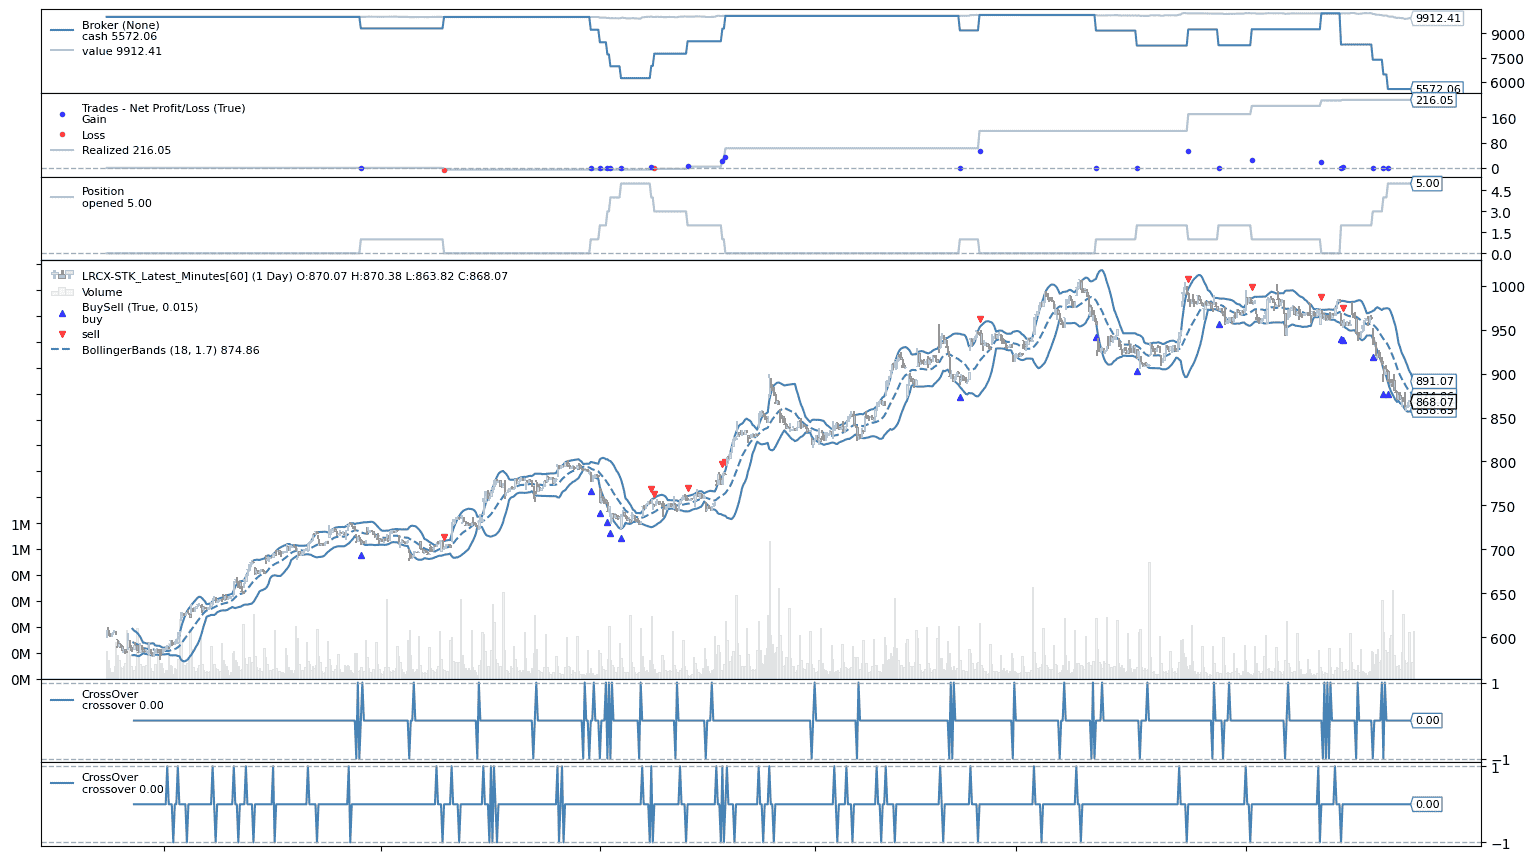 Broker (None)
cash 5572.06
value 9912.41
9912.41
9000
7500
6000
5572.06
Trades - Net Profit/Loss (True)
Gain
Loss
Realized 216.05
216.05
160
80
0
Position
opened 5.00
5.00
4.5
3.0
1.5
0.0
LRCX-STK_Latest_Minutes[60] (1 Day) O:870.07 H:870.38 L:863.82 C:868.07
Volume
BuySell (True, 0.015)
buy
sell
BollingerBands (18, 1.7) 874.86
1000
950
900
891.07
868.07
850
800
750
700
650
600
1M
1M
0M
0M
0M
0M
0M
CrossOver
crossover 0.00
1
0.00
−1
CrossOver
crossover 0.00
1
0.00
−1